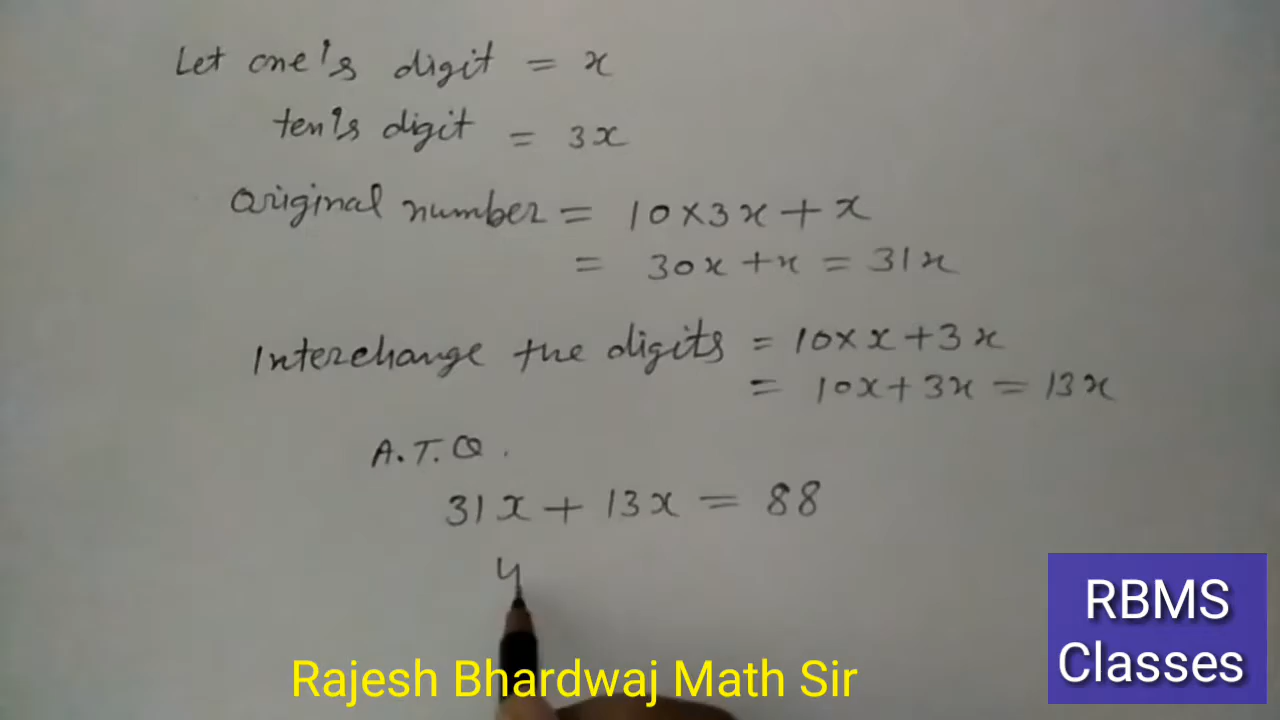 Let one's digit = x
ten's digit = 3x
Original number = 10×3x+x
= 30x+x = 31x
Interchange the digits = 10×x+3x
= 10x+3x = 13x
A.T.Q.
31x + 13x = 88
4
RBMS
Classes
Rajesh Bhardwaj Math Sir